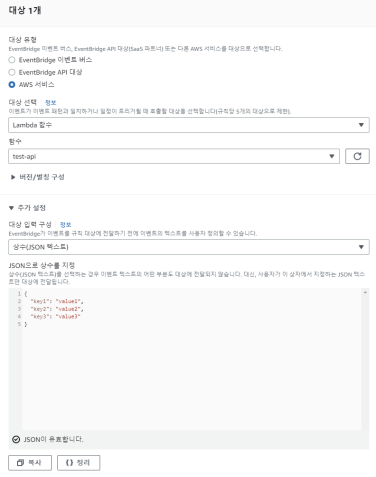 대상 1개
대상 유형
EventBridge 이벤트 버스, EventBridge API 대상(SaaS 파트너) 또는 다른 AWS 서비스를 대상으로 선택합니다.
EventBridge 이벤트 버스
EventBridge API 대상
AWS 서비스
대상 선택 정보
이벤트가 이벤트 패턴과 일치하거나 일정이 트리거될 때 호출할 대상을 선택합니다(규칙당 5개의 대상으로 제한).
Lambda 함수
함수
test-api
버전/별칭 구성
추가 설정
대상 입력 구성 정보
EventBridge가 이벤트를 규칙 대상에 전달하기 전에 이벤트의 텍스트를 사용자 정의할 수 있습니다.
상수(JSON 텍스트)
JSON으로 상수를 지정
상수(JSON 텍스트)를 선택하는 경우 이벤트 텍스트의 어떤 부분도 대상에 전달되지 않습니다. 대신, 사용자가 이 상자에서 지정하는 JSON 텍스
트만 대상에 전달됩니다.
1 {
2 "key1": "value1",
3 "key2": "value2",
4 "key3": "value3"
5 }
JSON이 유효합니다.
복사 {} 정리